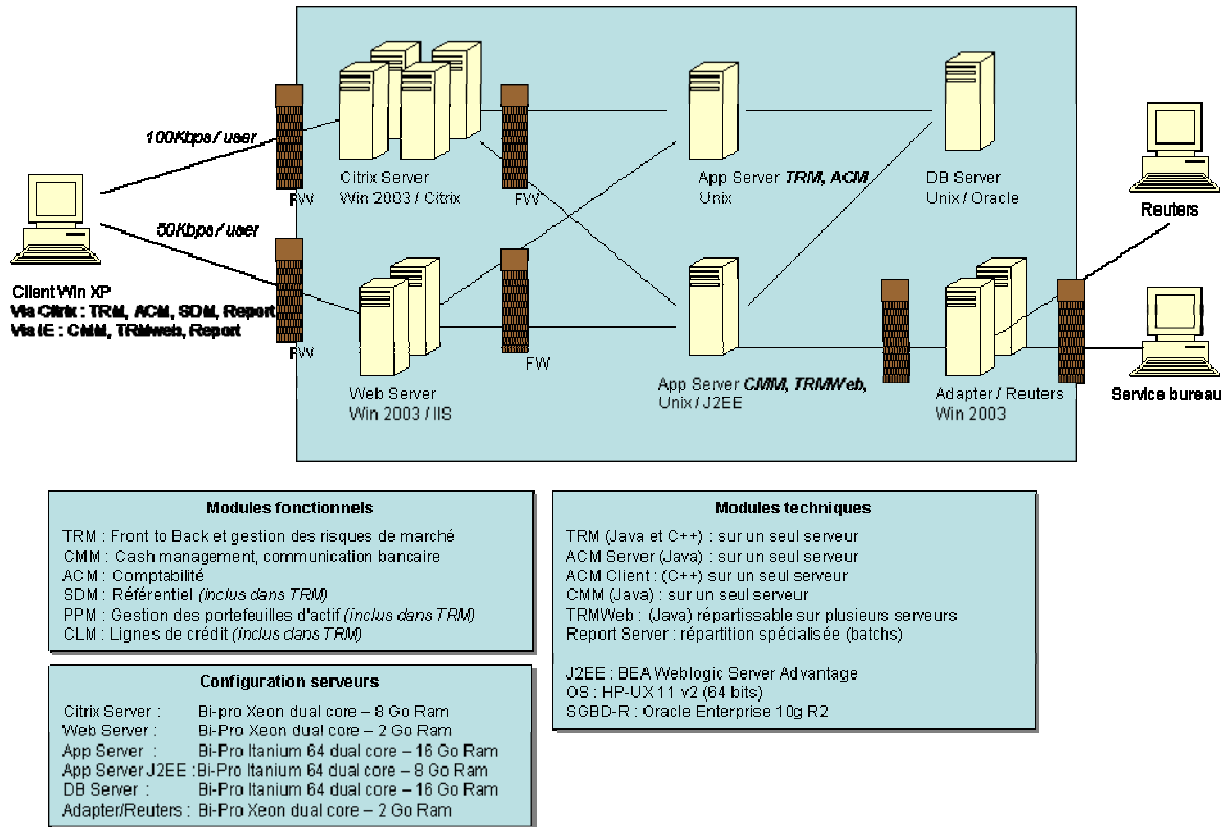 100Kbps / user
50Kbps / user
FW
FW
FW
FW
Citrix Server
Win 2003 / Citrix
App Server TRM, ACM
Unix
DB Server
Unix / Oracle
Reuters
Client Win XP
Via Citrix : TRM, ACM, SDM, Report
Via IE : CMM, TRMweb, Report
Web Server
Win 2003 / IIS
App Server CMM, TRMWeb,
Unix / J2EE
Adapter / Reuters
Win 2003
Service bureau
Modules fonctionnels
TRM : Front to Back et gestion des risques de marché
CMM : Cash management, communication bancaire
ACM : Comptabilité
SDM : Référentiel (inclus dans TRM)
PPM : Gestion des portefeuilles d'actif (inclus dans TRM)
CLM : Lignes de crédit (inclus dans TRM)
Configuration serveurs
Citrix Server : Bi-pro Xeon dual core – 8 Go Ram
Web Server : Bi-Pro Xeon dual core – 2 Go Ram
App Server : Bi-Pro Itanium 64 dual core – 16 Go Ram
App Server J2EE : Bi-Pro Itanium 64 dual core – 8 Go Ram
DB Server : Bi-Pro Itanium 64 dual core – 16 Go Ram
Adapter/Reuters : Bi-Pro Xeon dual core – 2 Go Ram
Modules techniques
TRM (Java et C++) : sur un seul serveur
ACM Server (Java) : sur un seul serveur
ACM Client : (C++) sur un seul serveur
CMM (Java) : sur un seul serveur
TRMWeb : (Java) répartissable sur plusieurs serveurs
Report Server : répartition spécialisée (batchs)
J2EE : BEA Weblogic Server Advantage
OS : HP-UX 11 v2 (64 bits)
SGBD-R : Oracle Enterprise 10g R2